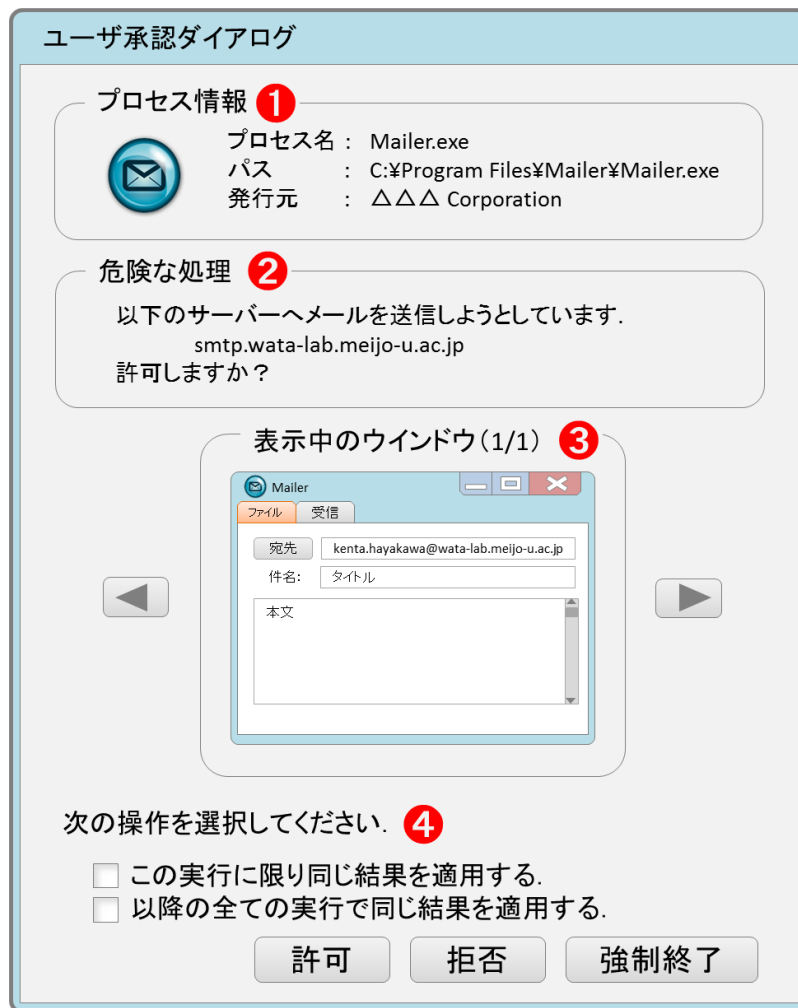 ユーザ承認ダイアログ
プロセス情報 1
プロセス名 : Mailer.exe
パス : C:¥Program Files¥Mailer¥Mailer.exe
発行元 : △△△ Corporation
危険な処理 2
以下のサーバーへメールを送信しようとしています.
smtp.wata-lab.meijo-u.ac.jp
許可しますか？
表示中のウインドウ(1/1) 3
Mailer
ファイル 受信
宛先 kenta.hayakawa@wata-lab.meijo-u.ac.jp
件名: タイトル
本文
次の操作を選択してください. 4
この実行に限り同じ結果を適用する.
以降の全ての実行で同じ結果を適用する.
許可 拒否 強制終了